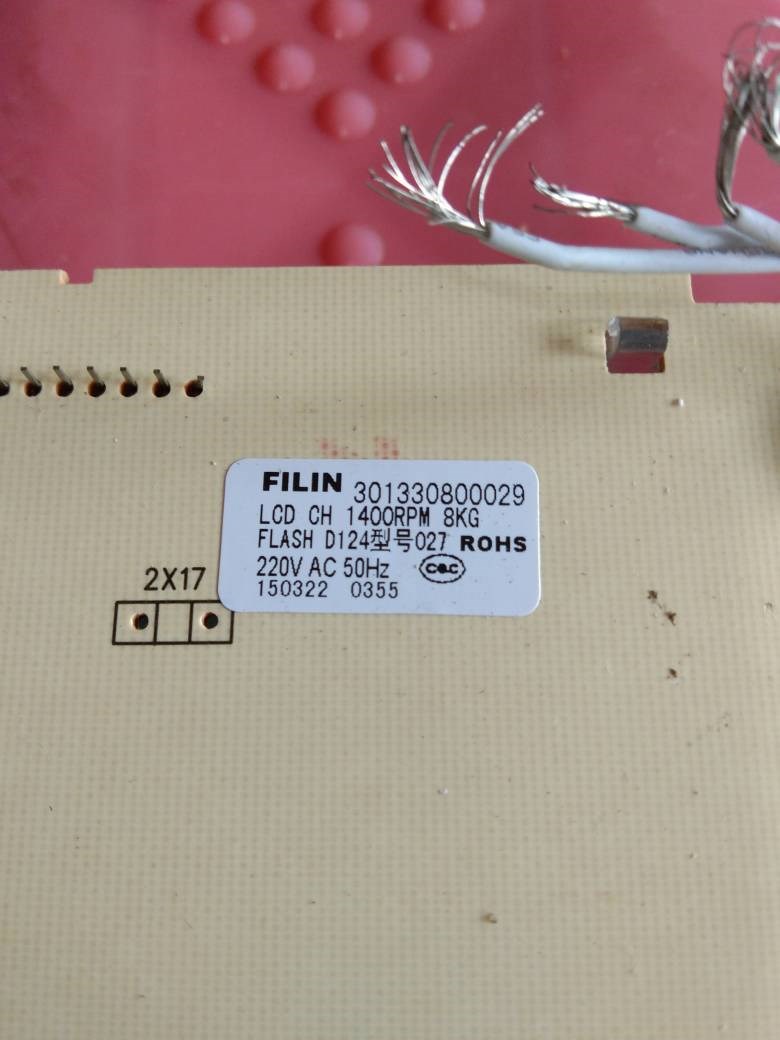 FILIN 301330800029
LCD CH 1400RPM 8KG
FLASH D124型号027 ROHS
220V AC 50Hz CQC
150322 0355
2X17